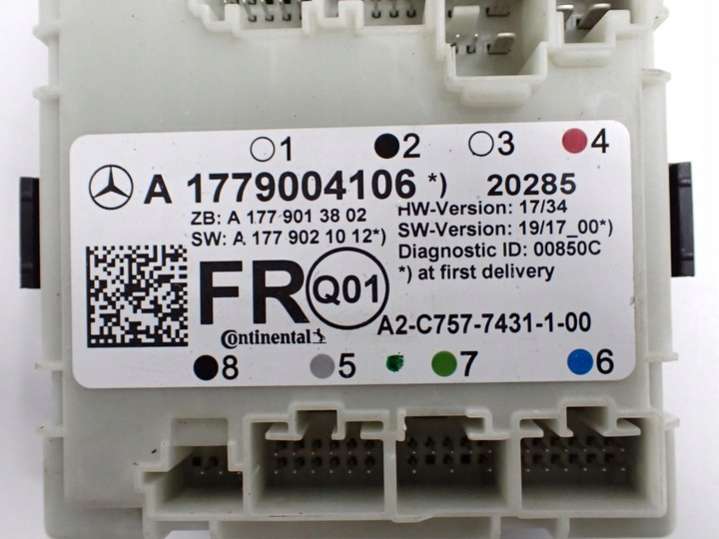 1 2 3 4
A 1779004106 *) 20285
ZB: A 177 901 38 02
HW-Version: 17/34
SW: A 177 902 10 12*)
SW-Version: 19/17_00*)
Diagnostic ID: 00850C
*) at first delivery
FR Q01
Continental
A2-C757-7431-1-00
8 5 7 6